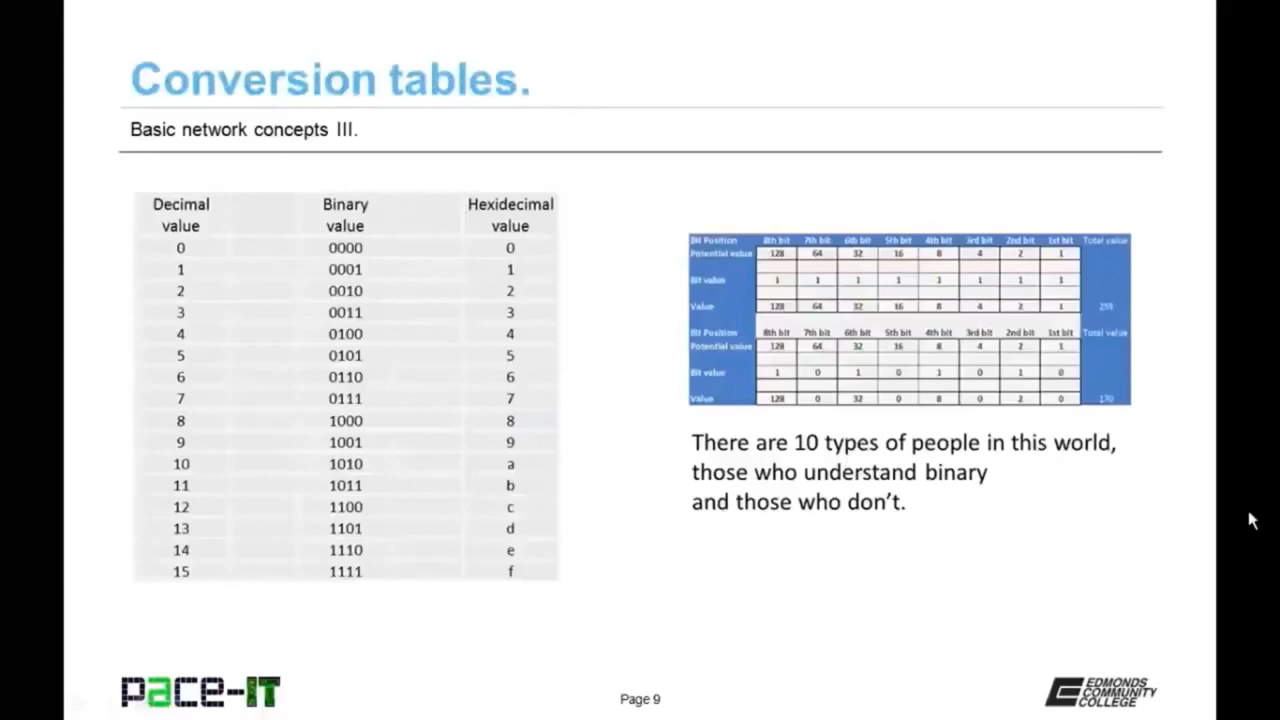 Conversion tables.
Basic network concepts III.
Decimal value Binary value Hexidecimal value
0 0000 0
1 0001 1
2 0010 2
3 0011 3
4 0100 4
5 0101 5
6 0110 6
7 0111 7
8 1000 8
9 1001 9
10 1010 a
11 1011 b
12 1100 c
13 1101 d
14 1110 e
15 1111 f
Bit Position 8th bit 7th bit 6th bit 5th bit 4th bit 3rd bit 2nd bit 1st bit Total value
Potential value 128 64 32 16 8 4 2 1
Bit value 1 1 1 1 1 1 1 1
Value 128 64 32 16 8 4 2 1 255
Bit Position 8th bit 7th bit 6th bit 5th bit 4th bit 3rd bit 2nd bit 1st bit Total value
Potential value 128 64 32 16 8 4 2 1
Bit value 1 0 1 0 1 0 1 0
Value 128 0 32 0 8 0 2 0 170
There are 10 types of people in this world,
those who understand binary
and those who don't.
pace-IT
Page 9
EDMONDS
COMMUNITY
COLLEGE